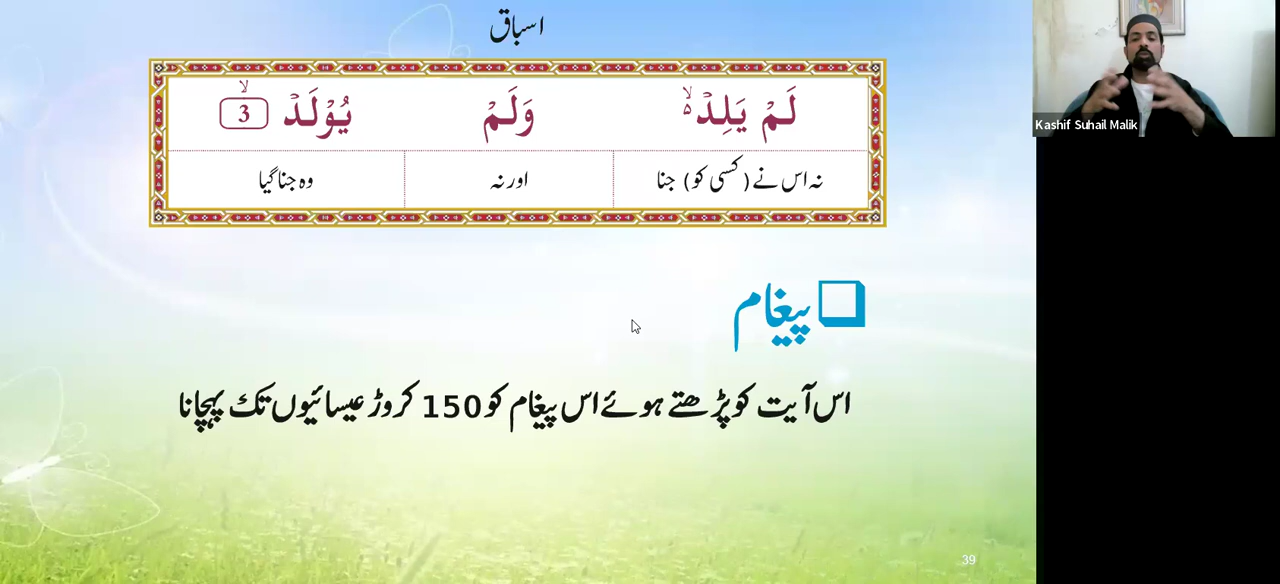 اسباق
لَمْ يَلِدْ ۙ۬ وَلَمْ يُوْلَدْ ۙ 3
نہ اس نے (کسی کو) جنا اور نہ وہ جنا گیا
پیغام
اس آیت کو پڑھتے ہوئے اس پیغام کو 150 کروڑ عیسائیوں تک پہچانا
39
Kashif Suhail Malik